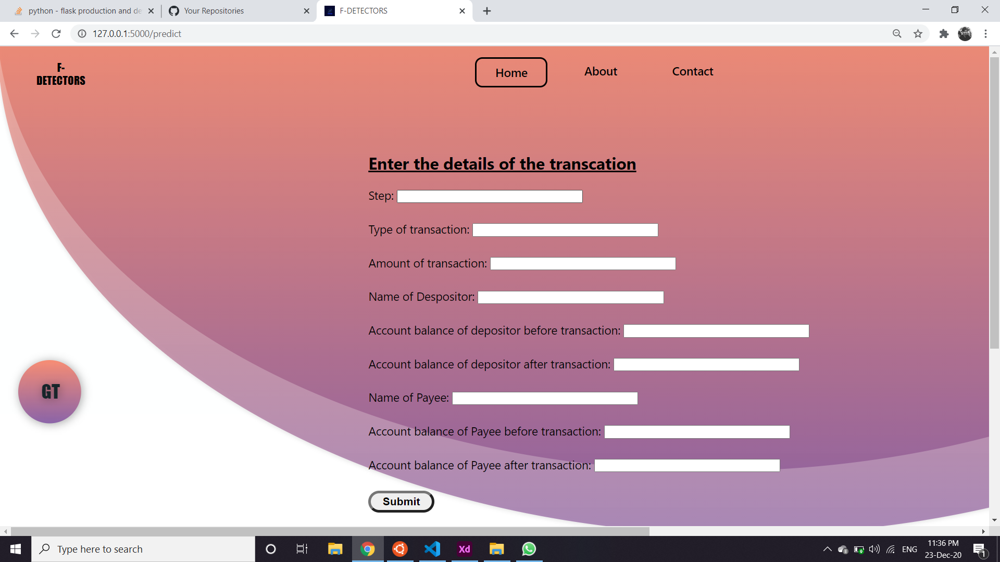 python - flask production and de
Your Repositories
F-DETECTORS
127.0.0.1:5000/predict
F-
DETECTORS
Home
About
Contact
Enter the details of the transcation
Step:
Type of transaction:
Amount of transaction:
Name of Despositor:
Account balance of depositor before transaction:
Account balance of depositor after transaction:
Name of Payee:
GT
Account balance of Payee before transaction:
Account balance of Payee after transaction:
Submit
Type here to search
Xd
ENG
11:36 PM
23-Dec-20
1